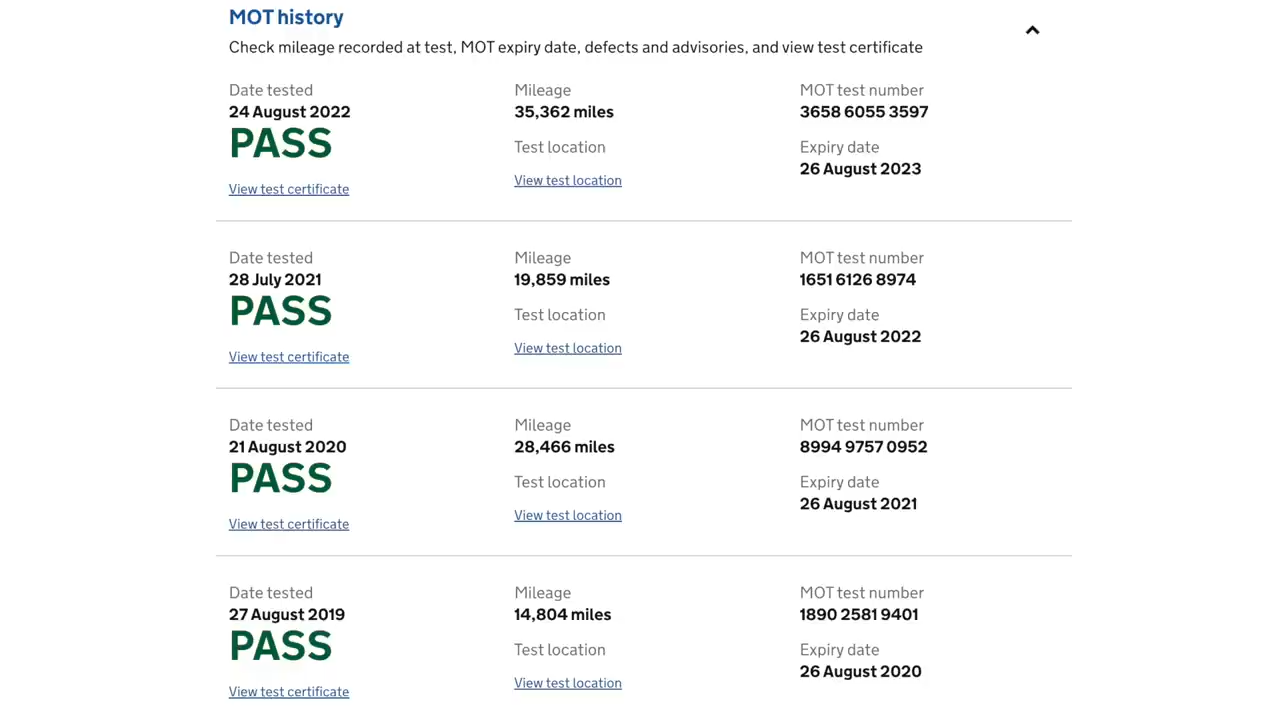 MOT history
Check mileage recorded at test, MOT expiry date, defects and advisories, and view test certificate
Date tested
24 August 2022
PASS
View test certificate
Mileage
35,362 miles
Test location
View test location
MOT test number
3658 6055 3597
Expiry date
26 August 2023
Date tested
28 July 2021
PASS
View test certificate
Mileage
19,859 miles
Test location
View test location
MOT test number
1651 6126 8974
Expiry date
26 August 2022
Date tested
21 August 2020
PASS
View test certificate
Mileage
28,466 miles
Test location
View test location
MOT test number
8994 9757 0952
Expiry date
26 August 2021
Date tested
27 August 2019
PASS
View test certificate
Mileage
14,804 miles
Test location
View test location
MOT test number
1890 2581 9401
Expiry date
26 August 2020